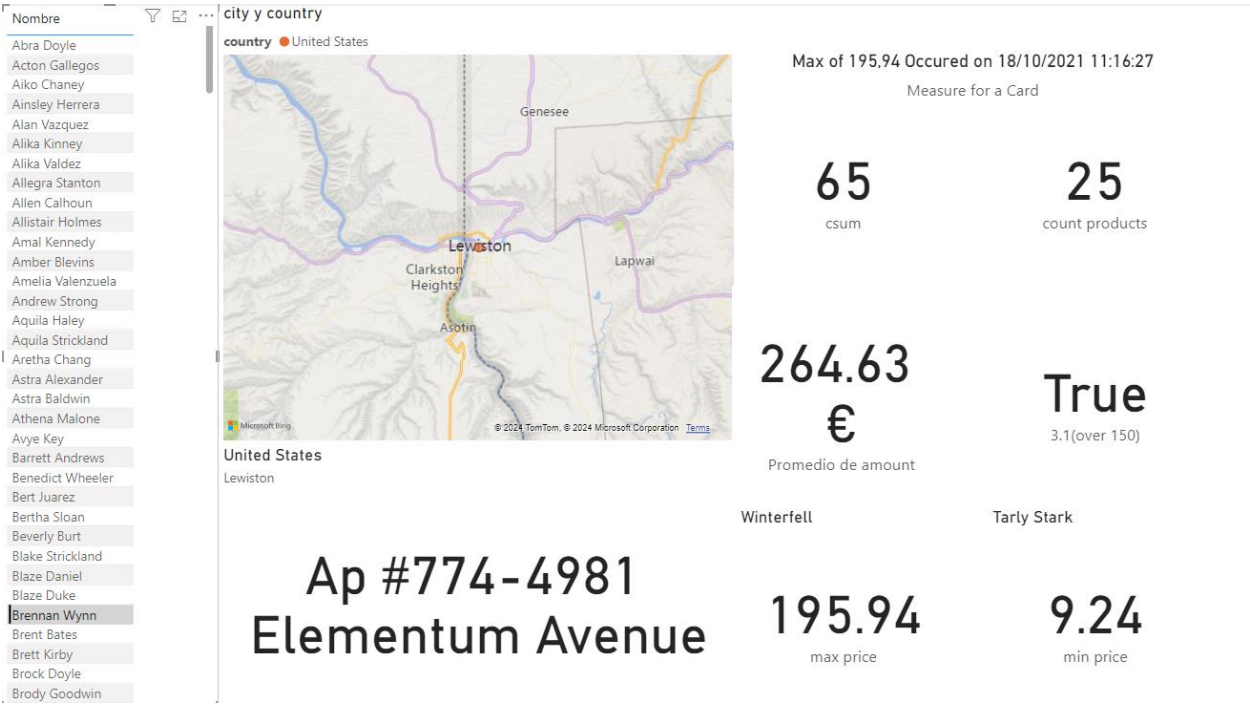 Nombre
Abra Doyle
Acton Gallegos
Aiko Chaney
Ainsley Herrera
Alan Vazquez
Alika Kinney
Alika Valdez
Allegra Stanton
Allen Calhoun
Allistair Holmes
Amal Kennedy
Amber Blevins
Amelia Valenzuela
Andrew Strong
Aquila Haley
Aquila Strickland
Aretha Chang
Astra Alexander
Astra Baldwin
Athena Malone
Avye Key
Barrett Andrews
Benedict Wheeler
Bert Juarez
Bertha Sloan
Beverly Burt
Blake Strickland
Blaze Daniel
Blaze Duke
Brennan Wynn
Brent Bates
Brett Kirby
Brock Doyle
Brody Goodwin
city y country
country United States
Genesee
Lewiston
Clarkston
Heights
Lapwai
Asotin
Microsoft Bing
© 2024 TomTom, © 2024 Microsoft Corporation Terms
United States
Lewiston
Ap #774-4981
Elementum Avenue
Max of 195,94 Occured on 18/10/2021 11:16:27
Measure for a Card
65
csum
25
count products
264.63
€
Promedio de amount
True
3.1(over 150)
Winterfell
Tarly Stark
195.94
max price
9.24
min price